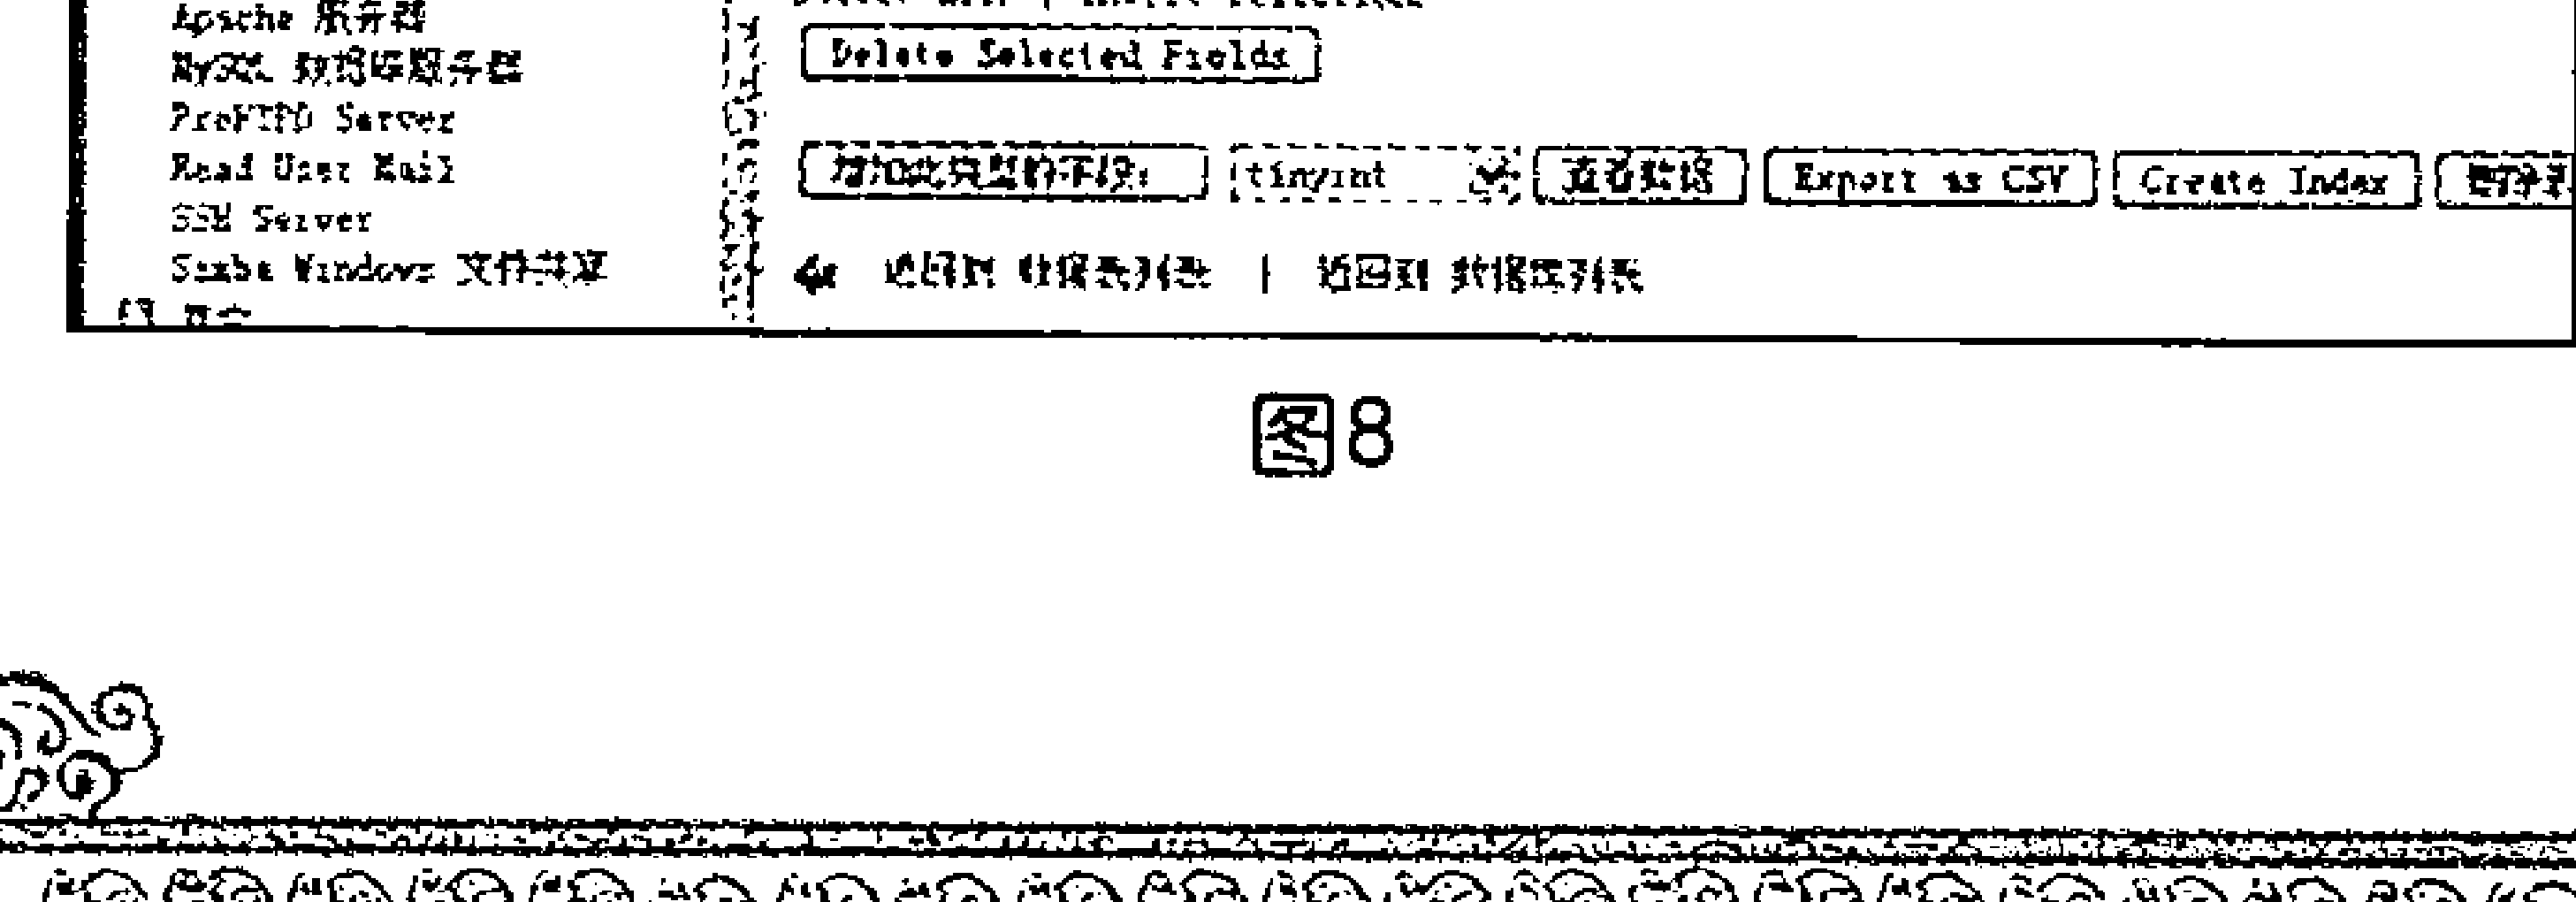 Apache 服务器
MySQL 数据库服务器
ProFTPD Server
Read User Mail
SSH Server
Samba Windows 文件共享
Delete Selected Fields
增加此类型的字段: tinyint 查看数据 Export as CSV Create Index
返回到 数据表列表 | 返回到 数据库列表
图8